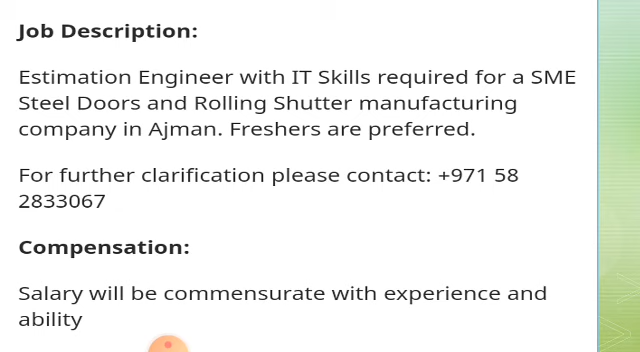 Job Description:
Estimation Engineer with IT Skills required for a SME
Steel Doors and Rolling Shutter manufacturing
company in Ajman. Freshers are preferred.
For further clarification please contact: +971 58
2833067
Compensation:
Salary will be commensurate with experience and
ability